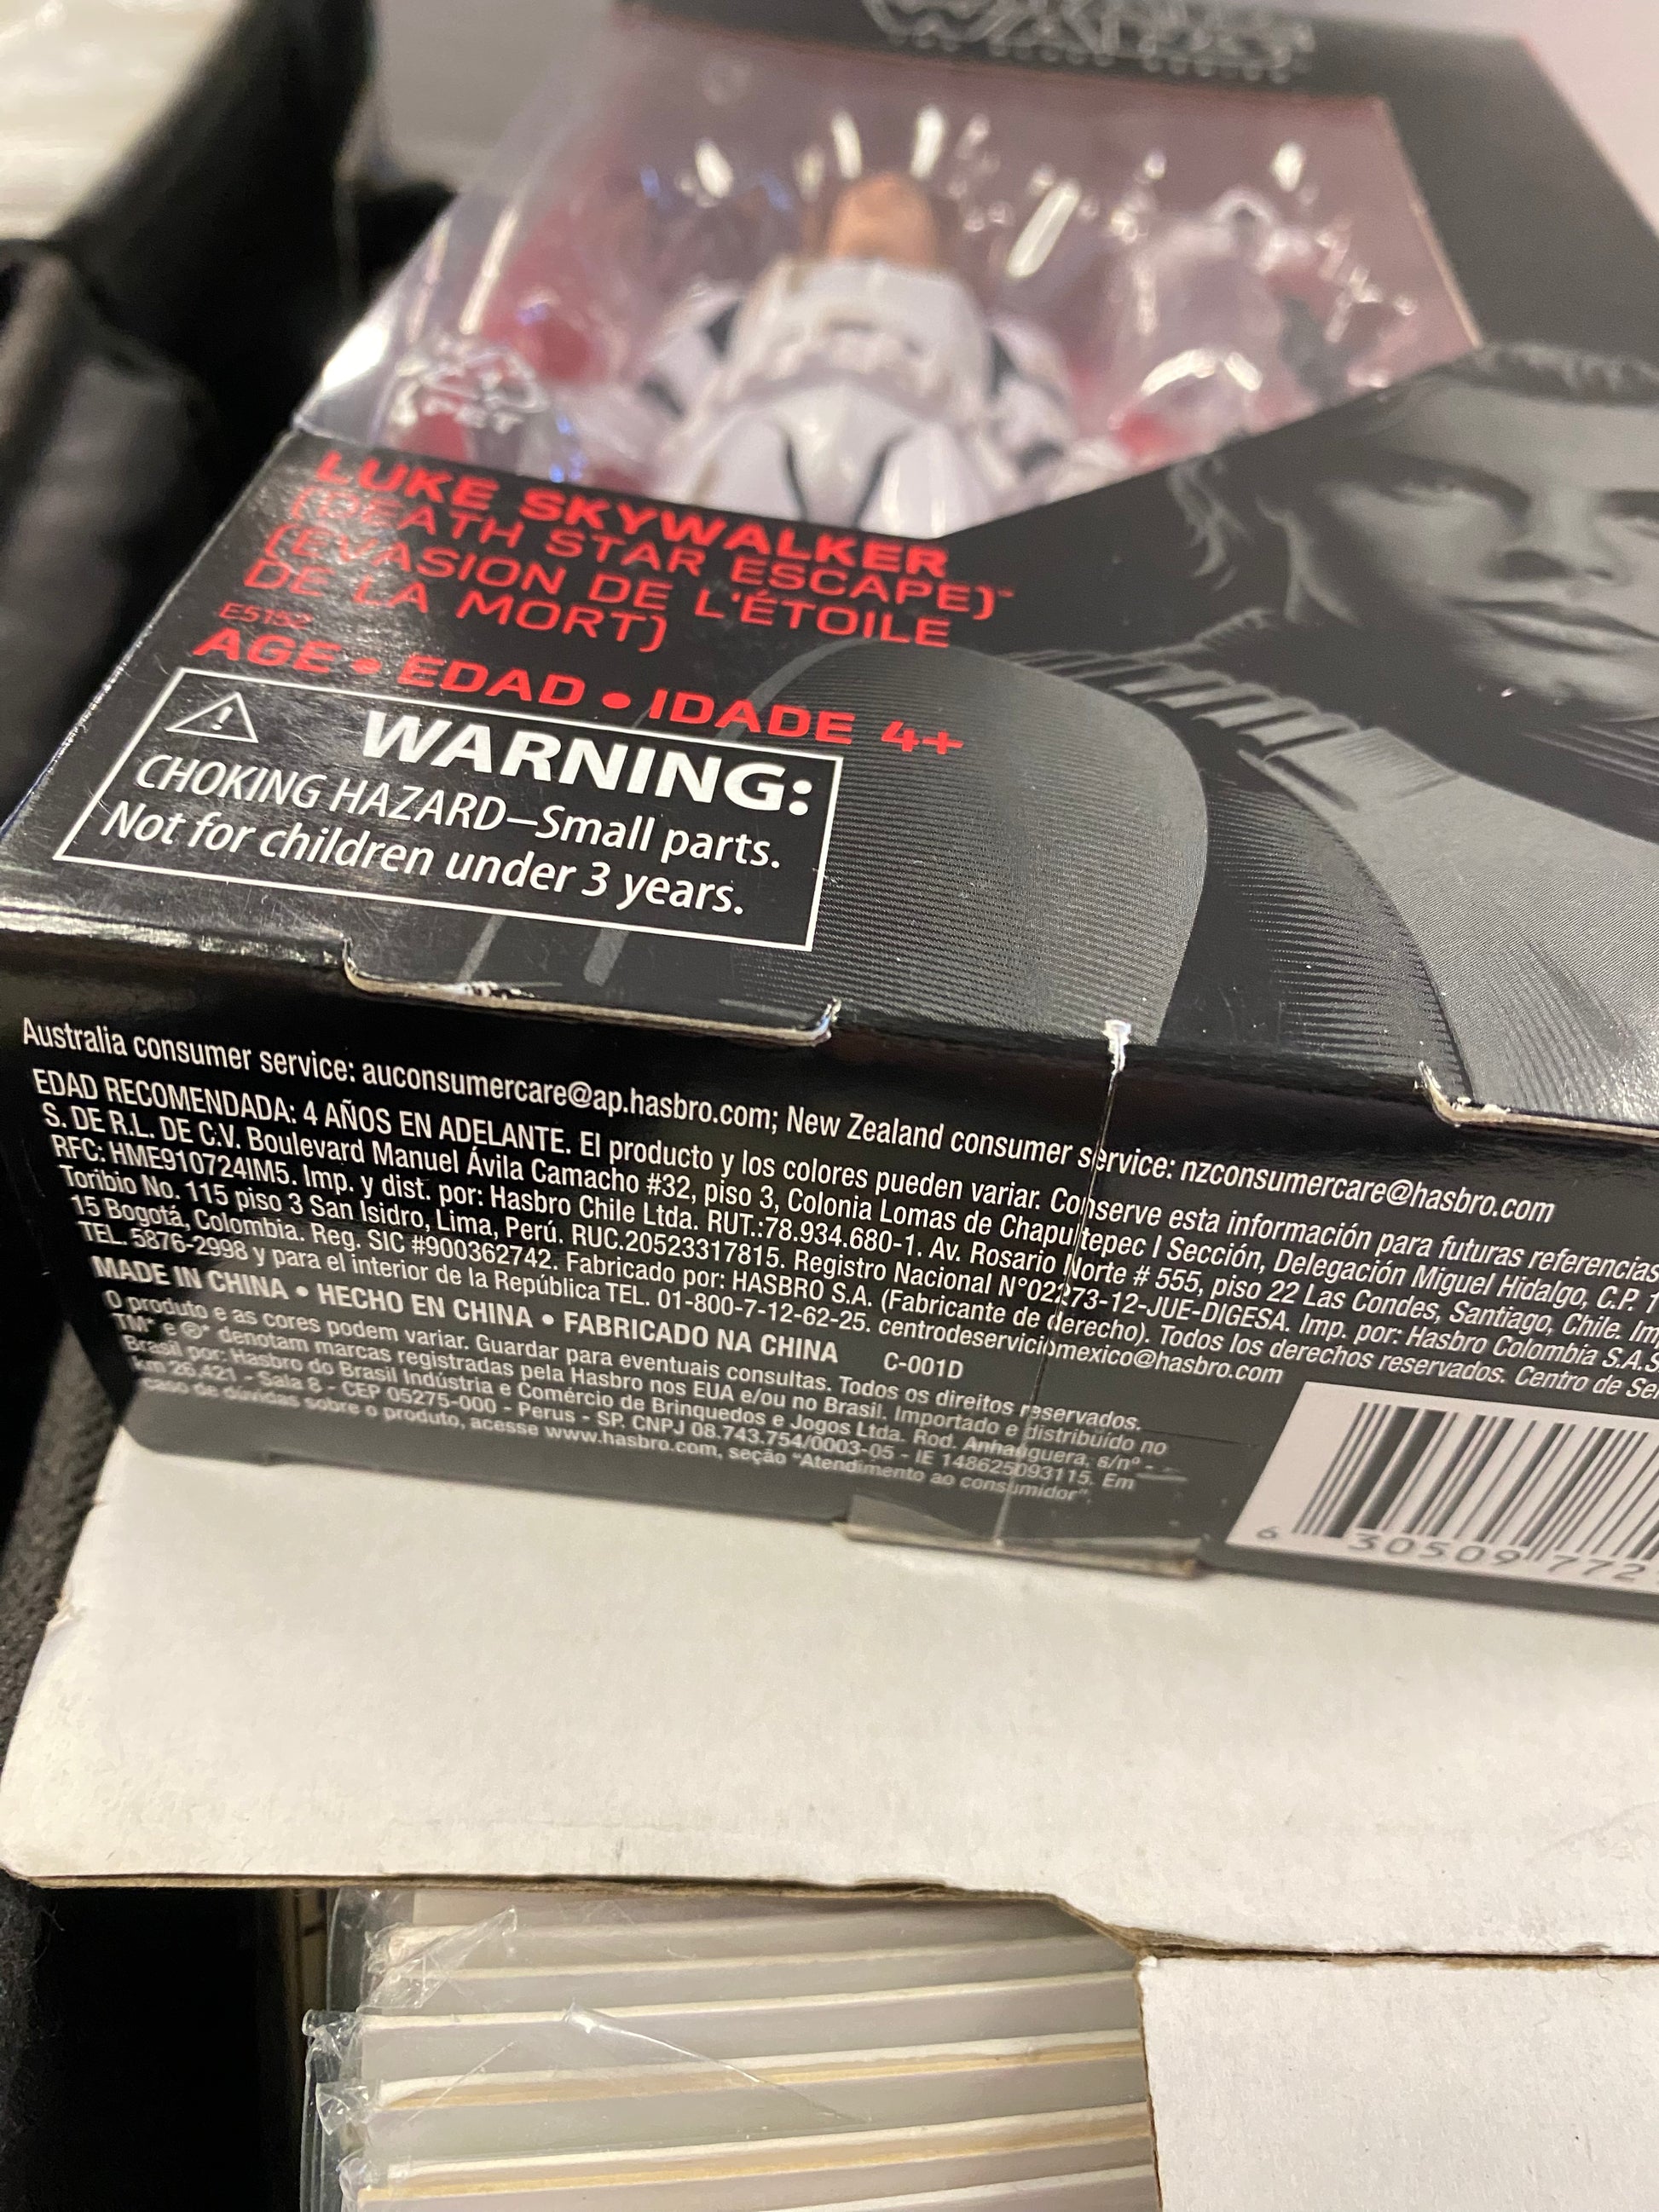 WARS
THE BLACK SERIES
PET
LUKE SKYWALKER
(DEATH STAR ESCAPE)™
(ÉVASION DE L'ÉTOILE
DE LA MORT)
E5152
AGE • EDAD • IDADE 4+
WARNING:
CHOKING HAZARD—Small parts.
Not for children under 3 years.
Australia consumer service: auconsumercare@ap.hasbro.com; New Zealand consumer service: nzconsumercare@hasbro.com
EDAD RECOMENDADA: 4 AÑOS EN ADELANTE. El producto y los colores pueden variar. Conserve esta información para futuras referencias
S. DE R.L. DE C.V. Boulevard Manuel Ávila Camacho #32, piso 3, Colonia Lomas de Chapultepec I Sección, Delegación Miguel Hidalgo, C.P. 1
RFC: HME910724IM5. Imp. y dist. por: Hasbro Chile Ltda. RUT.:78.934.680-1. Av. Rosario Norte # 555, piso 22 Las Condes, Santiago, Chile.
Toribio No. 115 piso 3 San Isidro, Lima, Perú. RUC.20523317815. Registro Nacional N°02273-12-JUE-DIGESA. Imp. por: Hasbro Colombia S.A.S
15 Bogotá, Colombia. Reg. SIC #900362742. Fabricado por: HASBRO S.A. (Fabricante de derecho). Todos los derechos reservados. Centro de
TEL. 5876-2998 y para el interior de la República TEL. 01-800-7-12-62-25. centrodeserviciomexico@hasbro.com
MADE IN CHINA • HECHO EN CHINA • FABRICADO NA CHINA C-001D
O produto e as cores podem variar. Guardar para eventuais consultas. Todos os direitos reservados.
TM* e ®* denotam marcas registradas pela Hasbro nos EUA e/ou no Brasil. Importado e distribuído no
Brasil por: Hasbro do Brasil Indústria e Comércio de Brinquedos e Jogos Ltda. Rod. Anhanguera, s/nº -
km 26,421 - Sala 8 - CEP 05275-000 - Perus - SP. CNPJ 08.743.754/0003-05 - IE 148625093115. Em
caso de dúvidas sobre o produto, acesse www.hasbro.com, seção "Atendimento ao consumidor".
6 30509 772